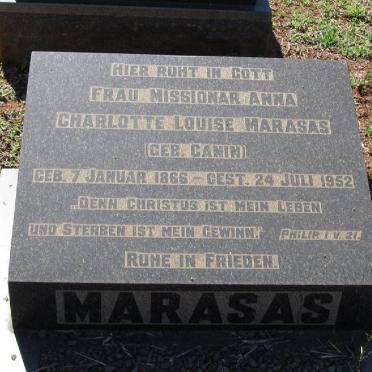 HIER RUHT IN GOTT
FRAU MISSIONAR ANNA
CHARLOTTE LOUISE MARASAS
(GEB. GANIN)
GEB. 7 JANUAR 1866 – GEST. 24 JULI 1952
„DENN CHRISTUS IST MEIN LEBEN
UND STERBEN IST MEIN GEWINN." PHILIP. I V. 21.
RUHE IN FRIEDEN.
MARASAS